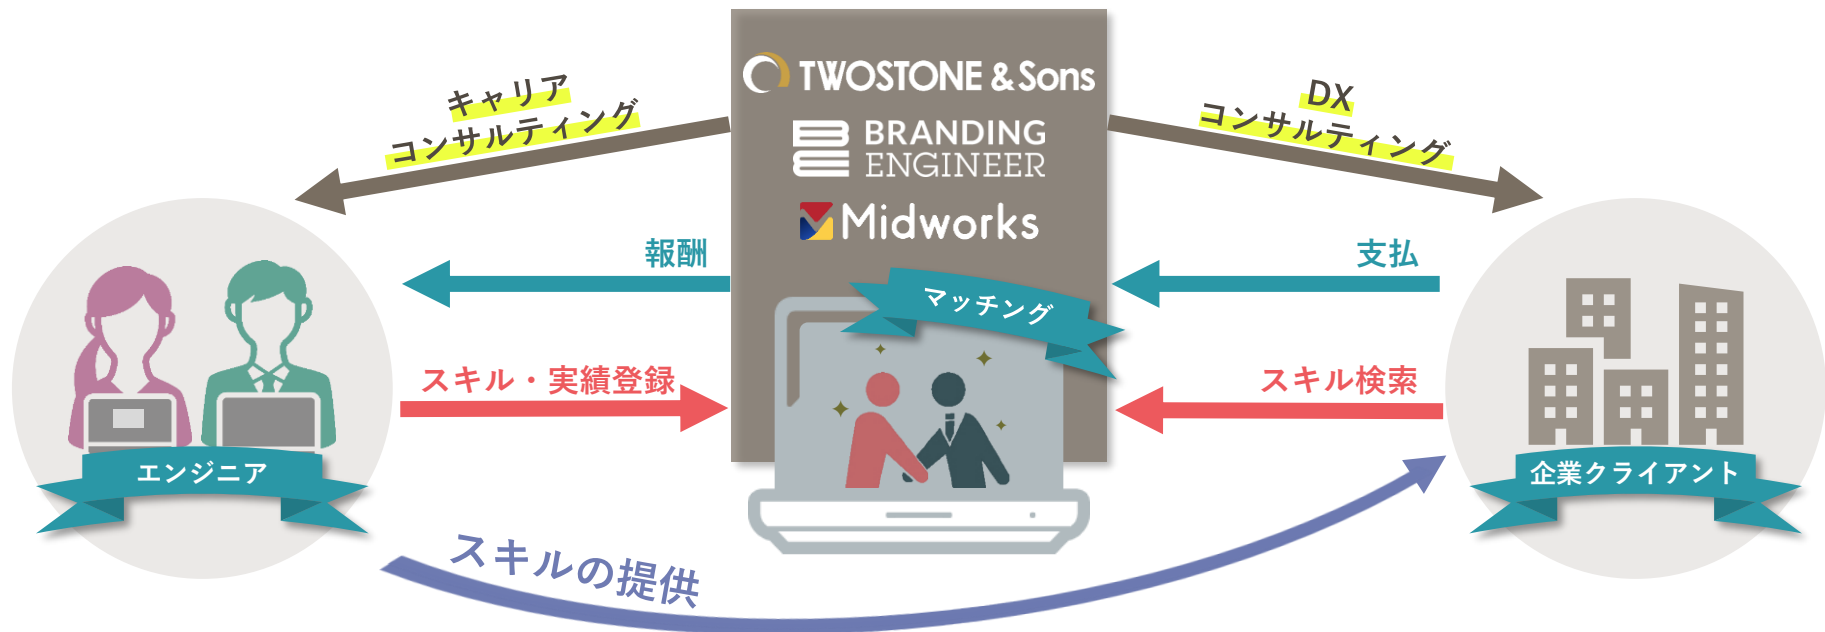 TWOSTONE & Sons
BRANDING
ENGINEER
Midworks
キャリア
コンサルティング
DX
コンサルティング
報酬
支払
マッチング
スキル・実績登録
スキル検索
エンジニア
企業クライアント
スキルの提供